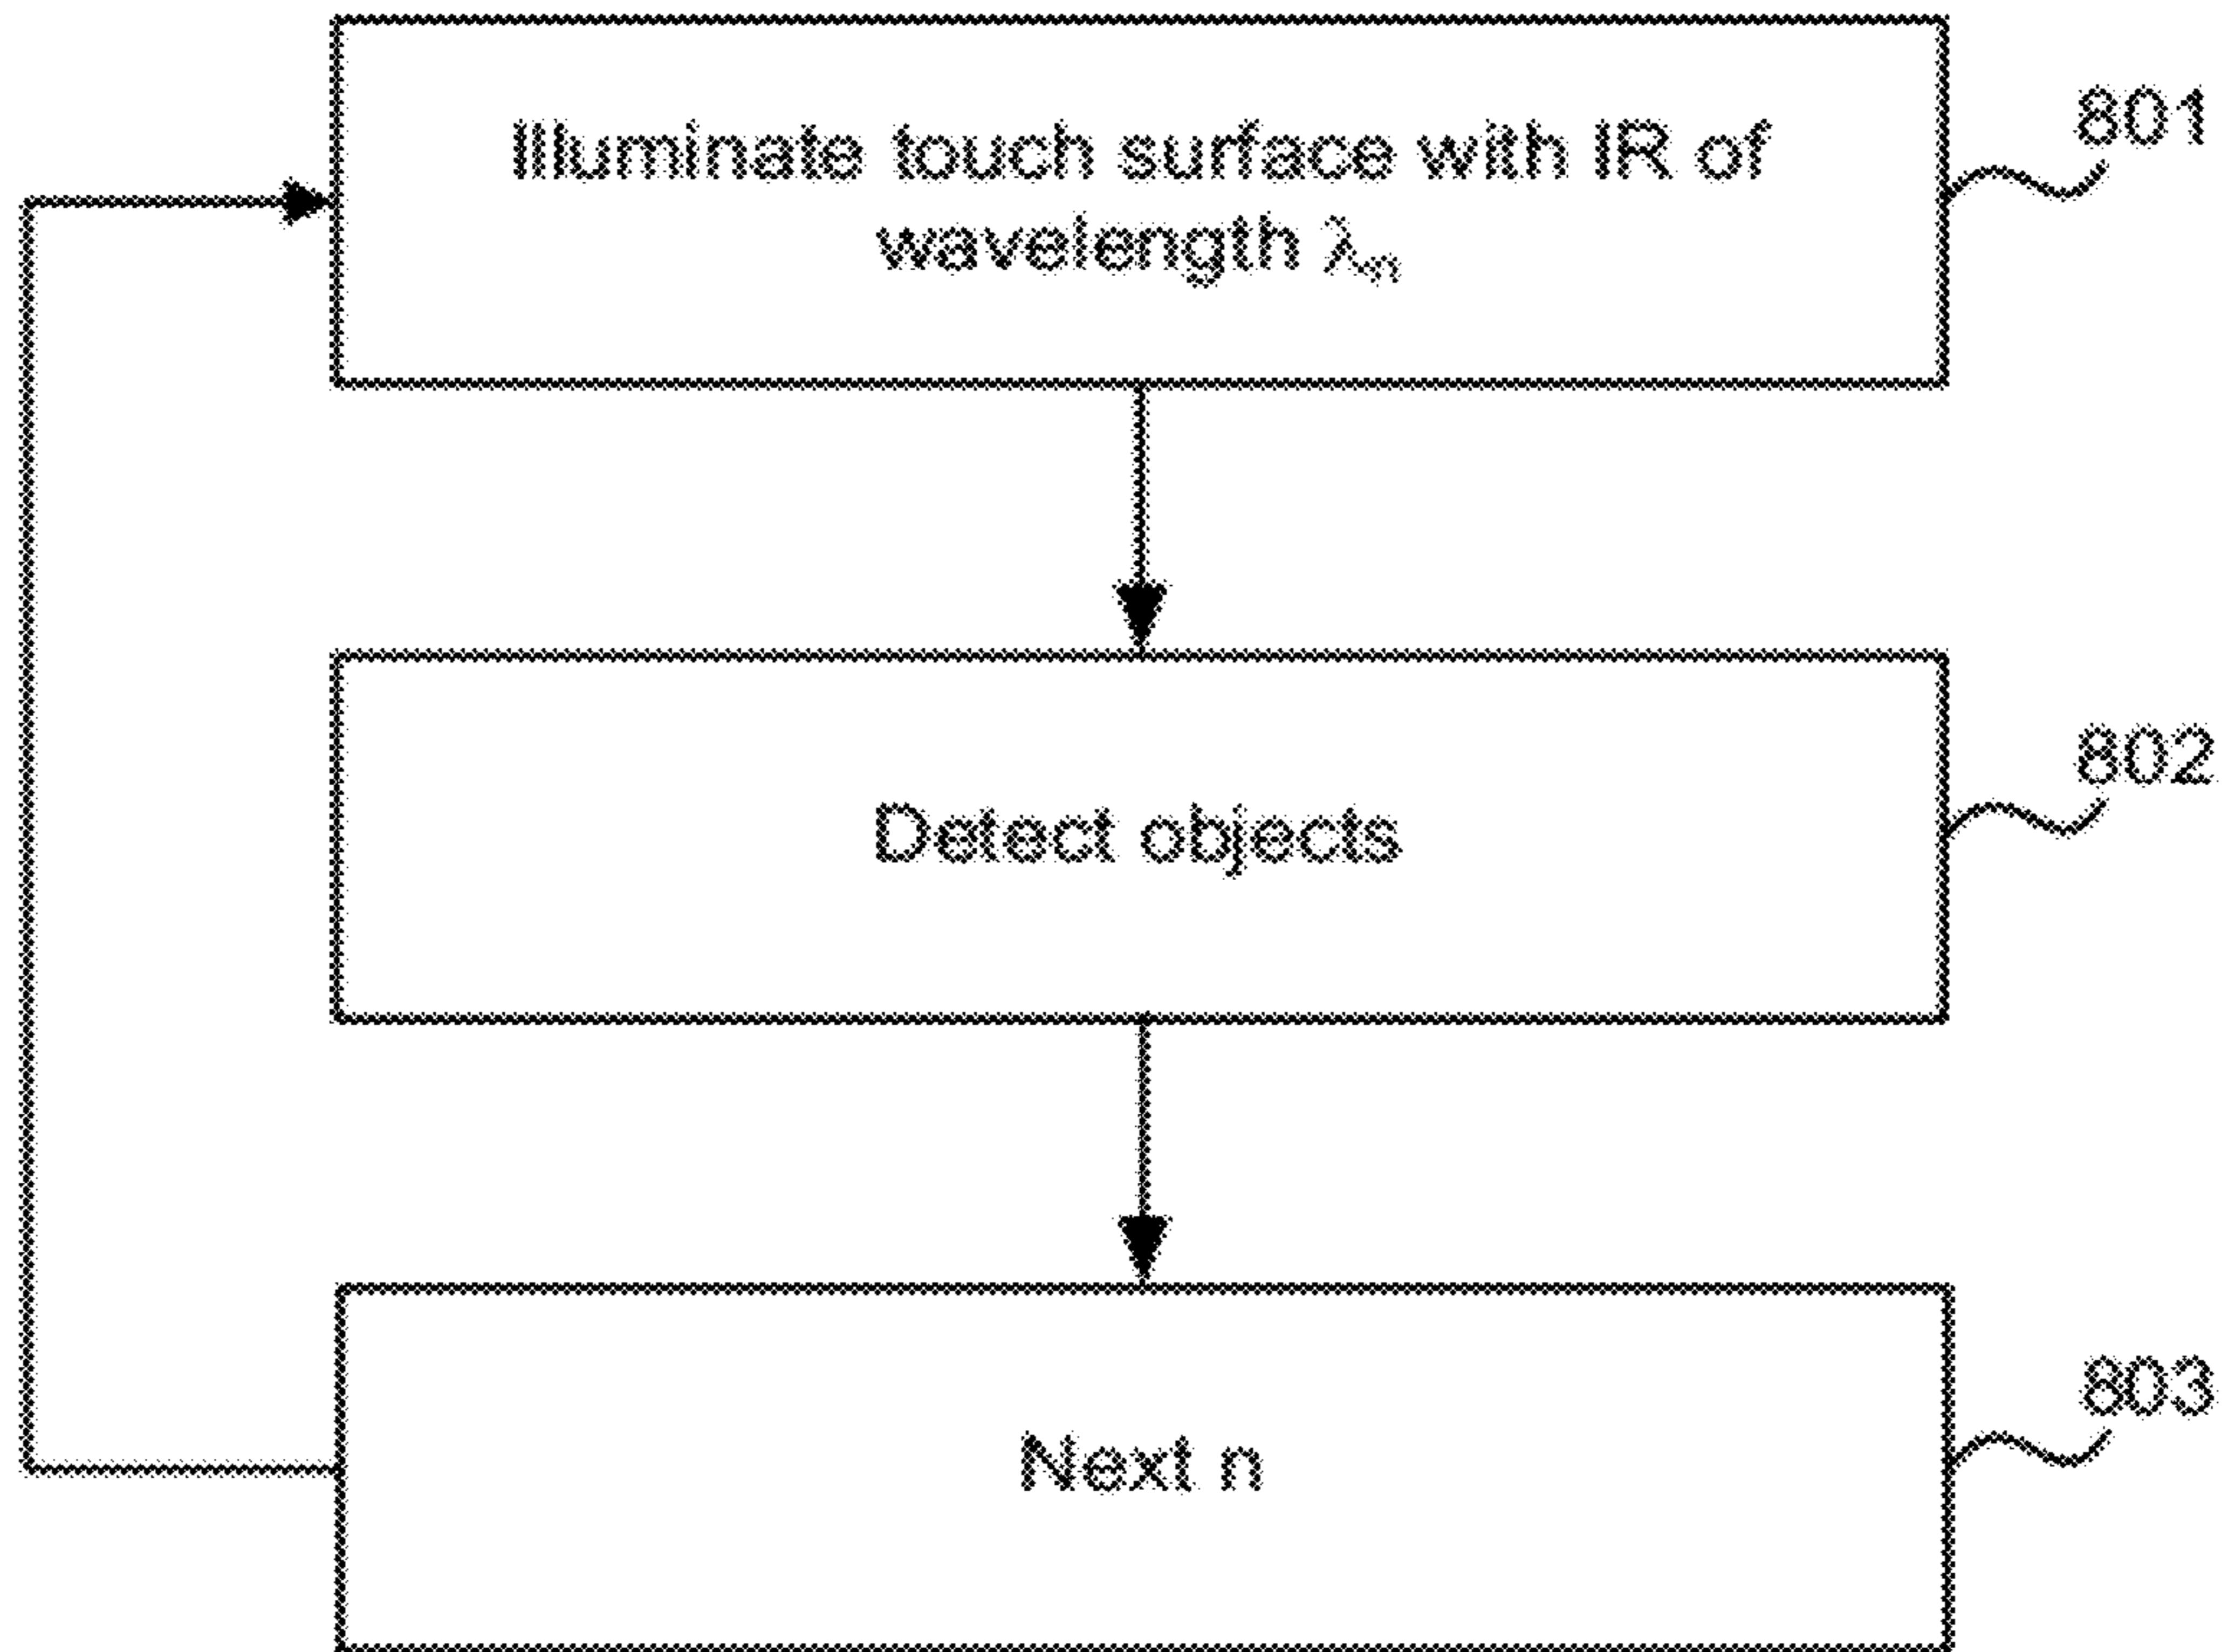 Illuminate touch surface with IR of
wavelength λn
801
Detect objects
802
Next n
803